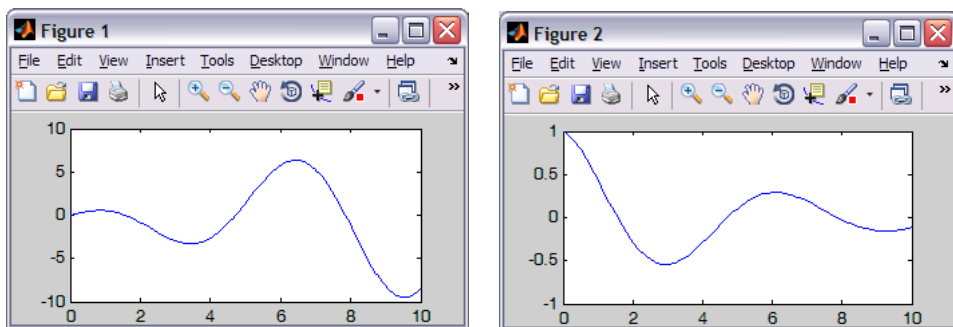 Figure 1
File Edit View Insert Tools Desktop Window Help
10
5
0
-5
-10
0 2 4 6 8 10
Figure 2
File Edit View Insert Tools Desktop Window Help
1
0.5
0
-0.5
-1
0 2 4 6 8 10